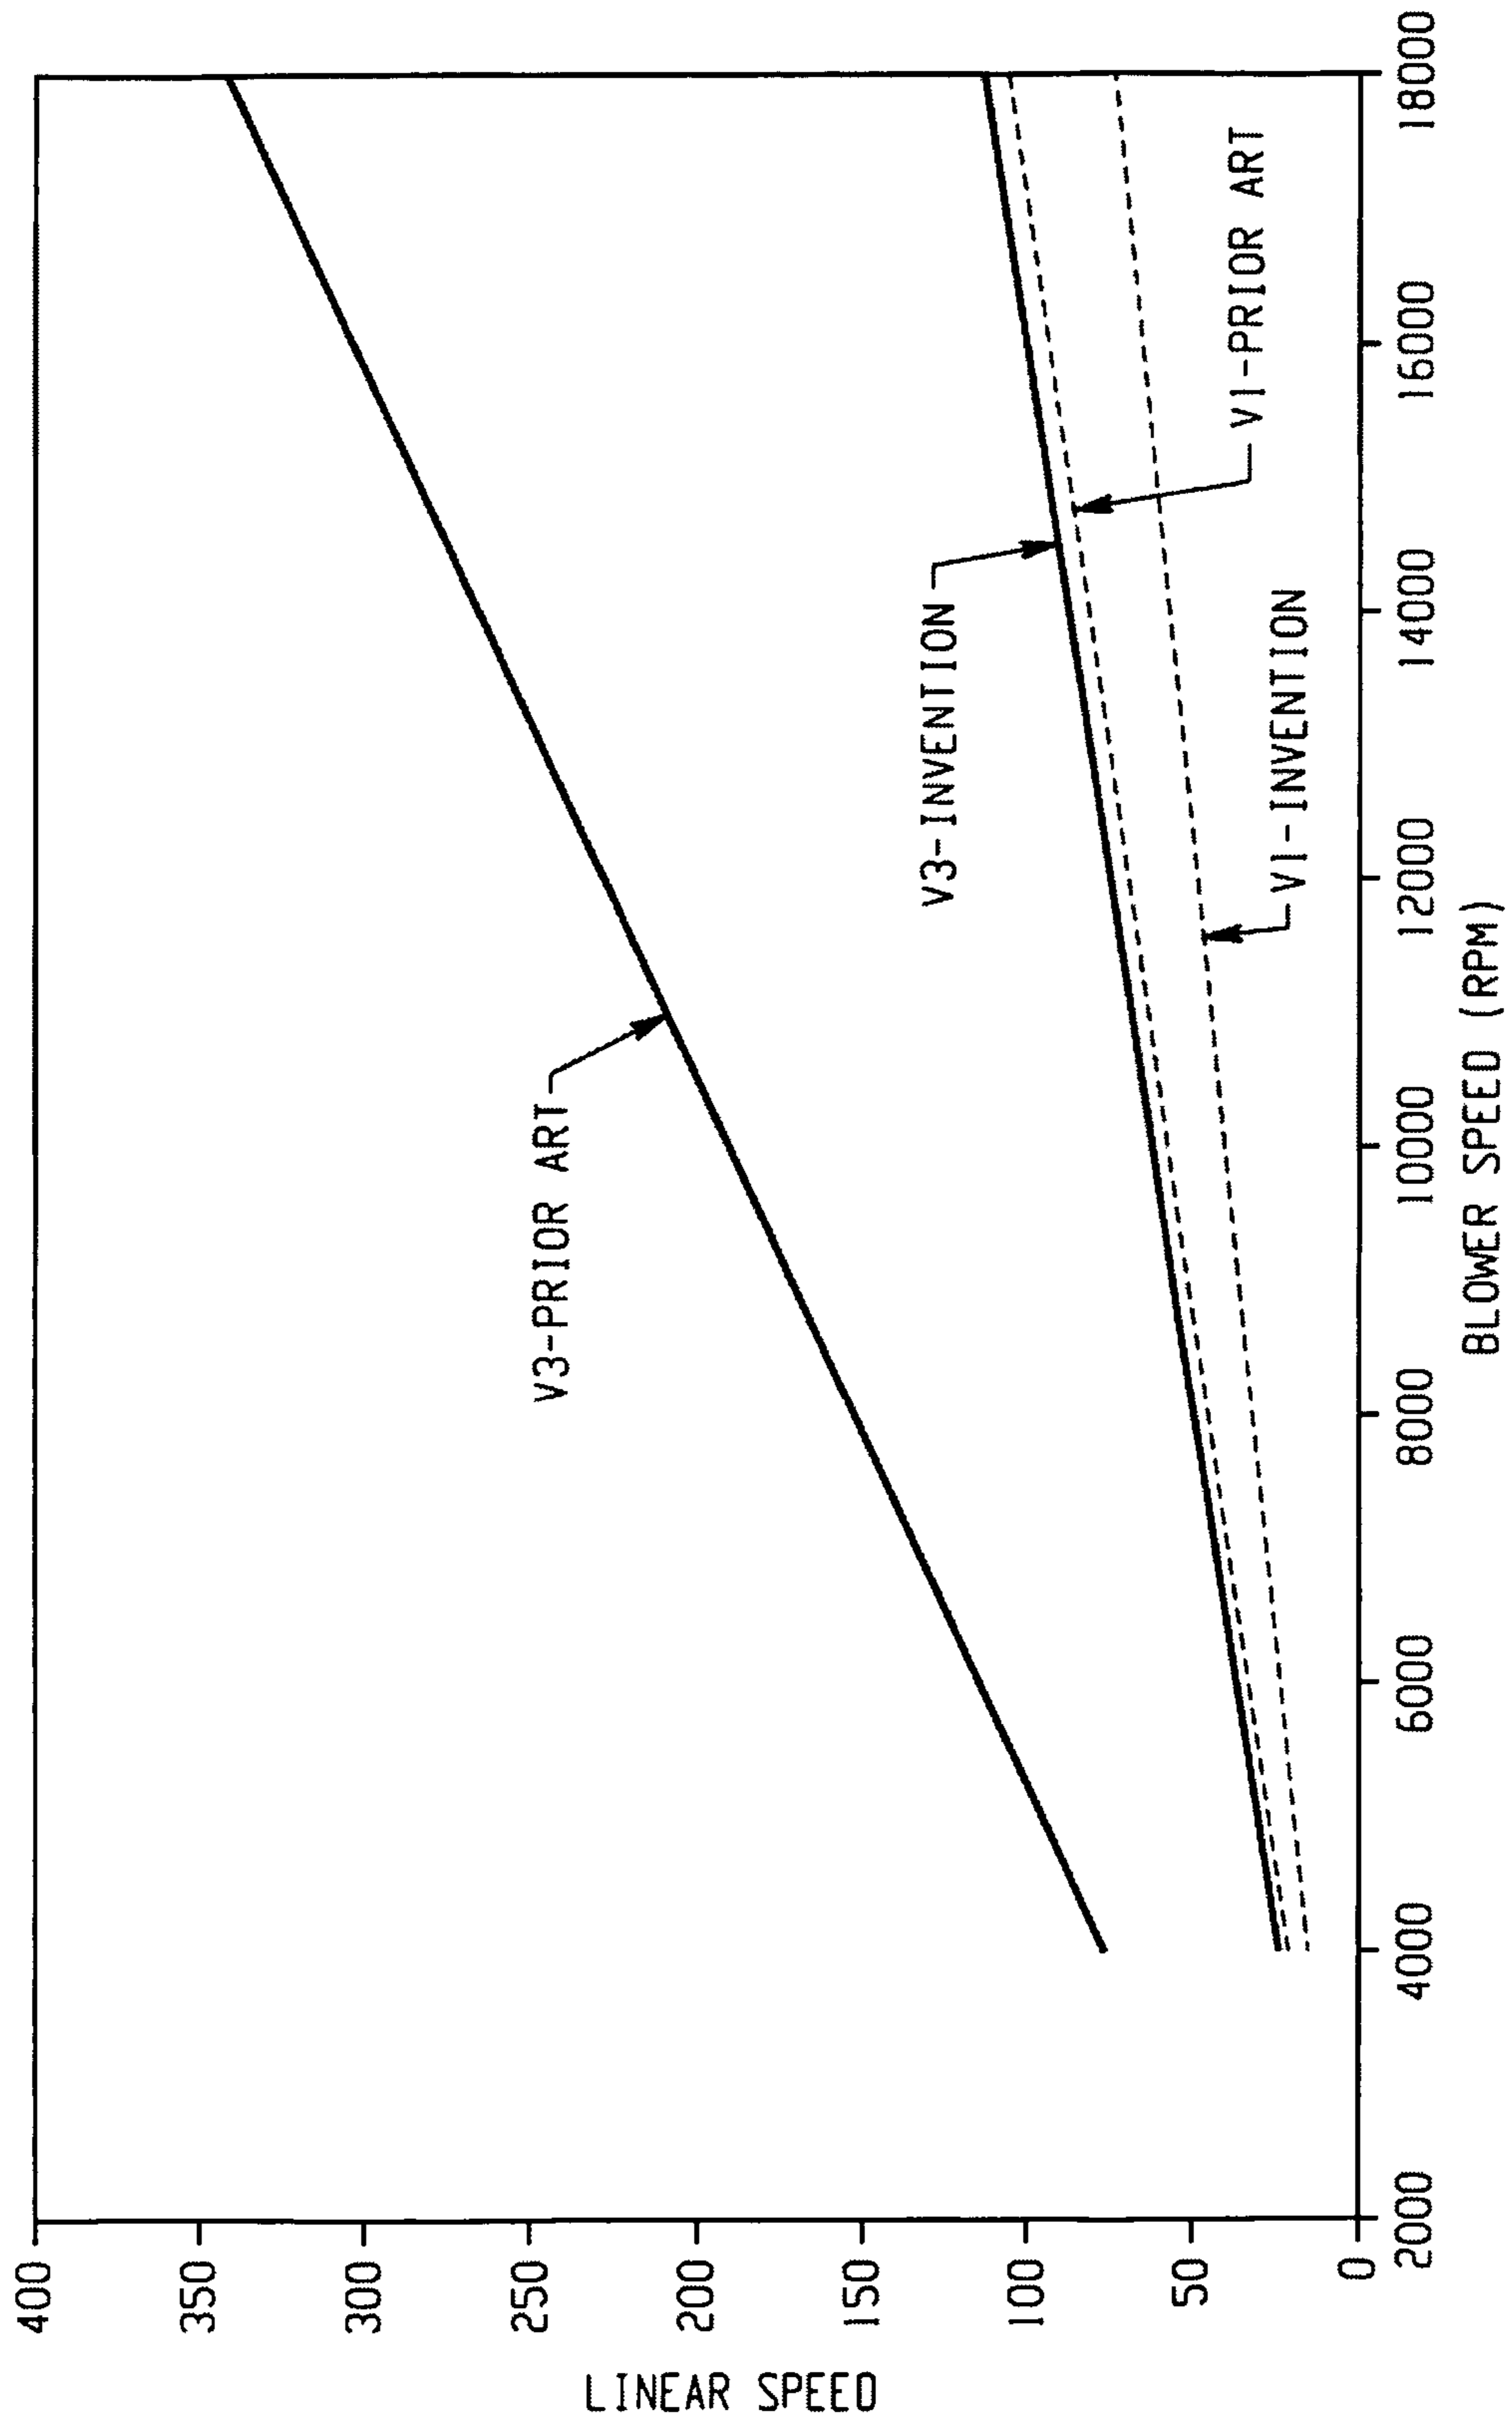 400
350
300
250
200
150
100
50
0
LINEAR SPEED
V3-PRIOR ART
V3-INVENTION
V1-PRIOR ART
V1-INVENTION
2000 4000 6000 8000 10000 12000 14000 16000 18000
BLOWER SPEED (RPM)